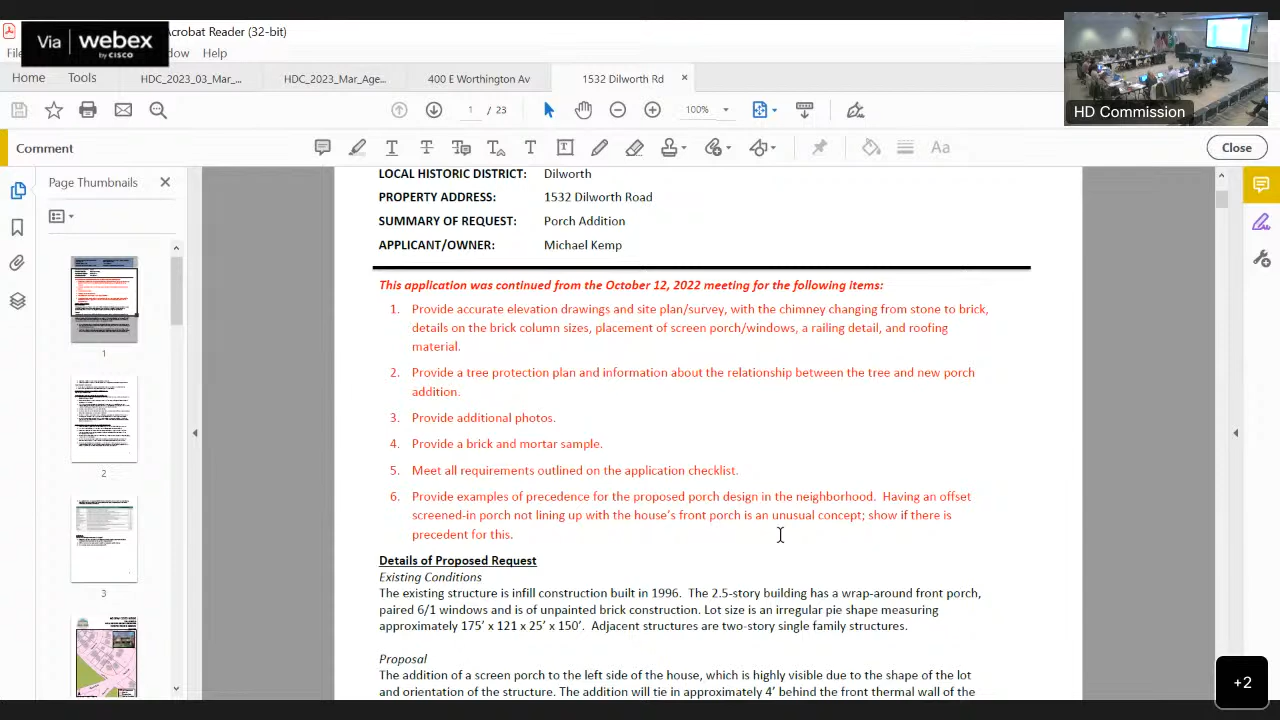 Via webex
by CISCO
Acrobat Reader (32-bit)
Help
Home Tools HDC_2023_03_Mar_... HDC_2023_Mar_Age... 400 E Worthington Av 1532 Dilworth Rd
1 / 23 100%
HD Commission
Comment
Close
Page Thumbnails
1
2
3
LOCAL HISTORIC DISTRICT: Dilworth
PROPERTY ADDRESS: 1532 Dilworth Road
SUMMARY OF REQUEST: Porch Addition
APPLICANT/OWNER: Michael Kemp
This application was continued from the October 12, 2022 meeting for the following items:
1. Provide accurate elevation drawings and site plan/survey, with the chimney changing from stone to brick,
details on the brick column sizes, placement of screen porch/windows, a railing detail, and roofing
material.
2. Provide a tree protection plan and information about the relationship between the tree and new porch
addition.
3. Provide additional photos.
4. Provide a brick and mortar sample.
5. Meet all requirements outlined on the application checklist.
6. Provide examples of precedence for the proposed porch design in the neighborhood. Having an offset
screened-in porch not lining up with the house's front porch is an unusual concept; show if there is
precedent for this.
Details of Proposed Request
Existing Conditions
The existing structure is infill construction built in 1996. The 2.5-story building has a wrap-around front porch,
paired 6/1 windows and is of unpainted brick construction. Lot size is an irregular pie shape measuring
approximately 175' x 121 x 25' x 150'. Adjacent structures are two-story single family structures.
Proposal
The addition of a screen porch to the left side of the house, which is highly visible due to the shape of the lot
and orientation of the structure. The addition will tie in approximately 4' behind the front thermal wall of the
+2